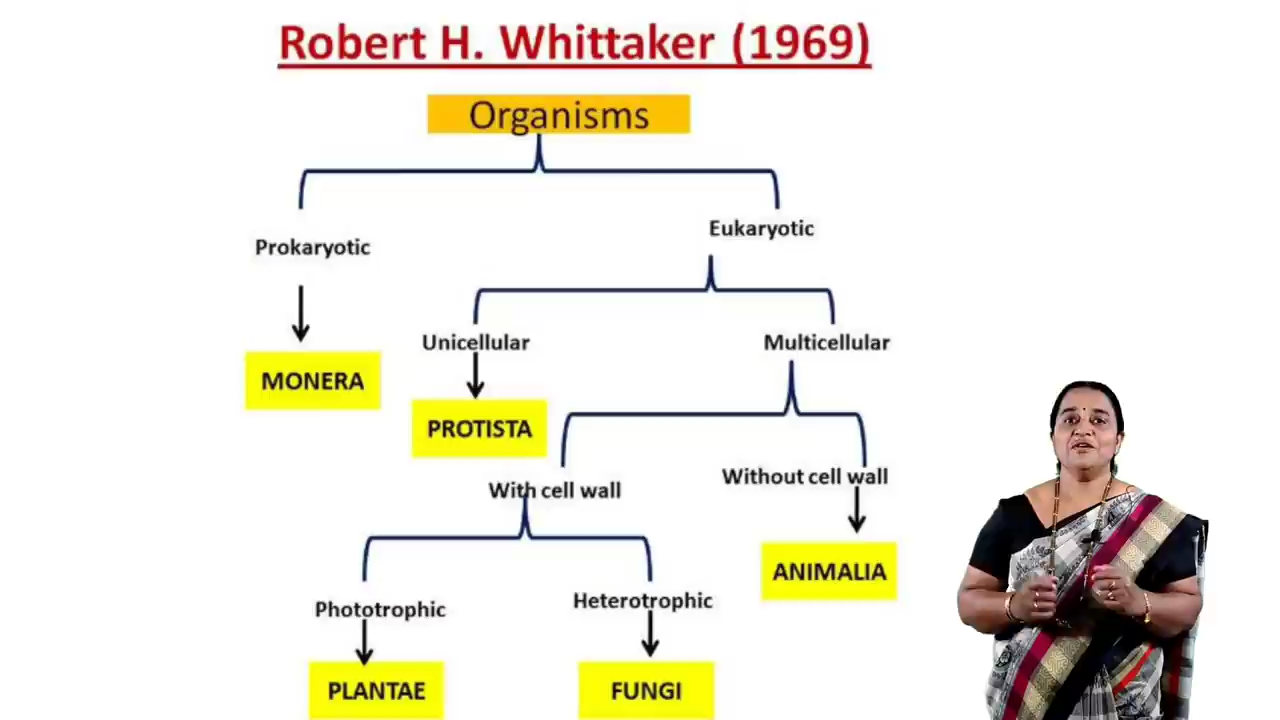 Robert H. Whittaker (1969)
Organisms
Prokaryotic
Eukaryotic
MONERA
Unicellular
Multicellular
PROTISTA
With cell wall
Without cell wall
ANIMALIA
Phototrophic
Heterotrophic
PLANTAE
FUNGI